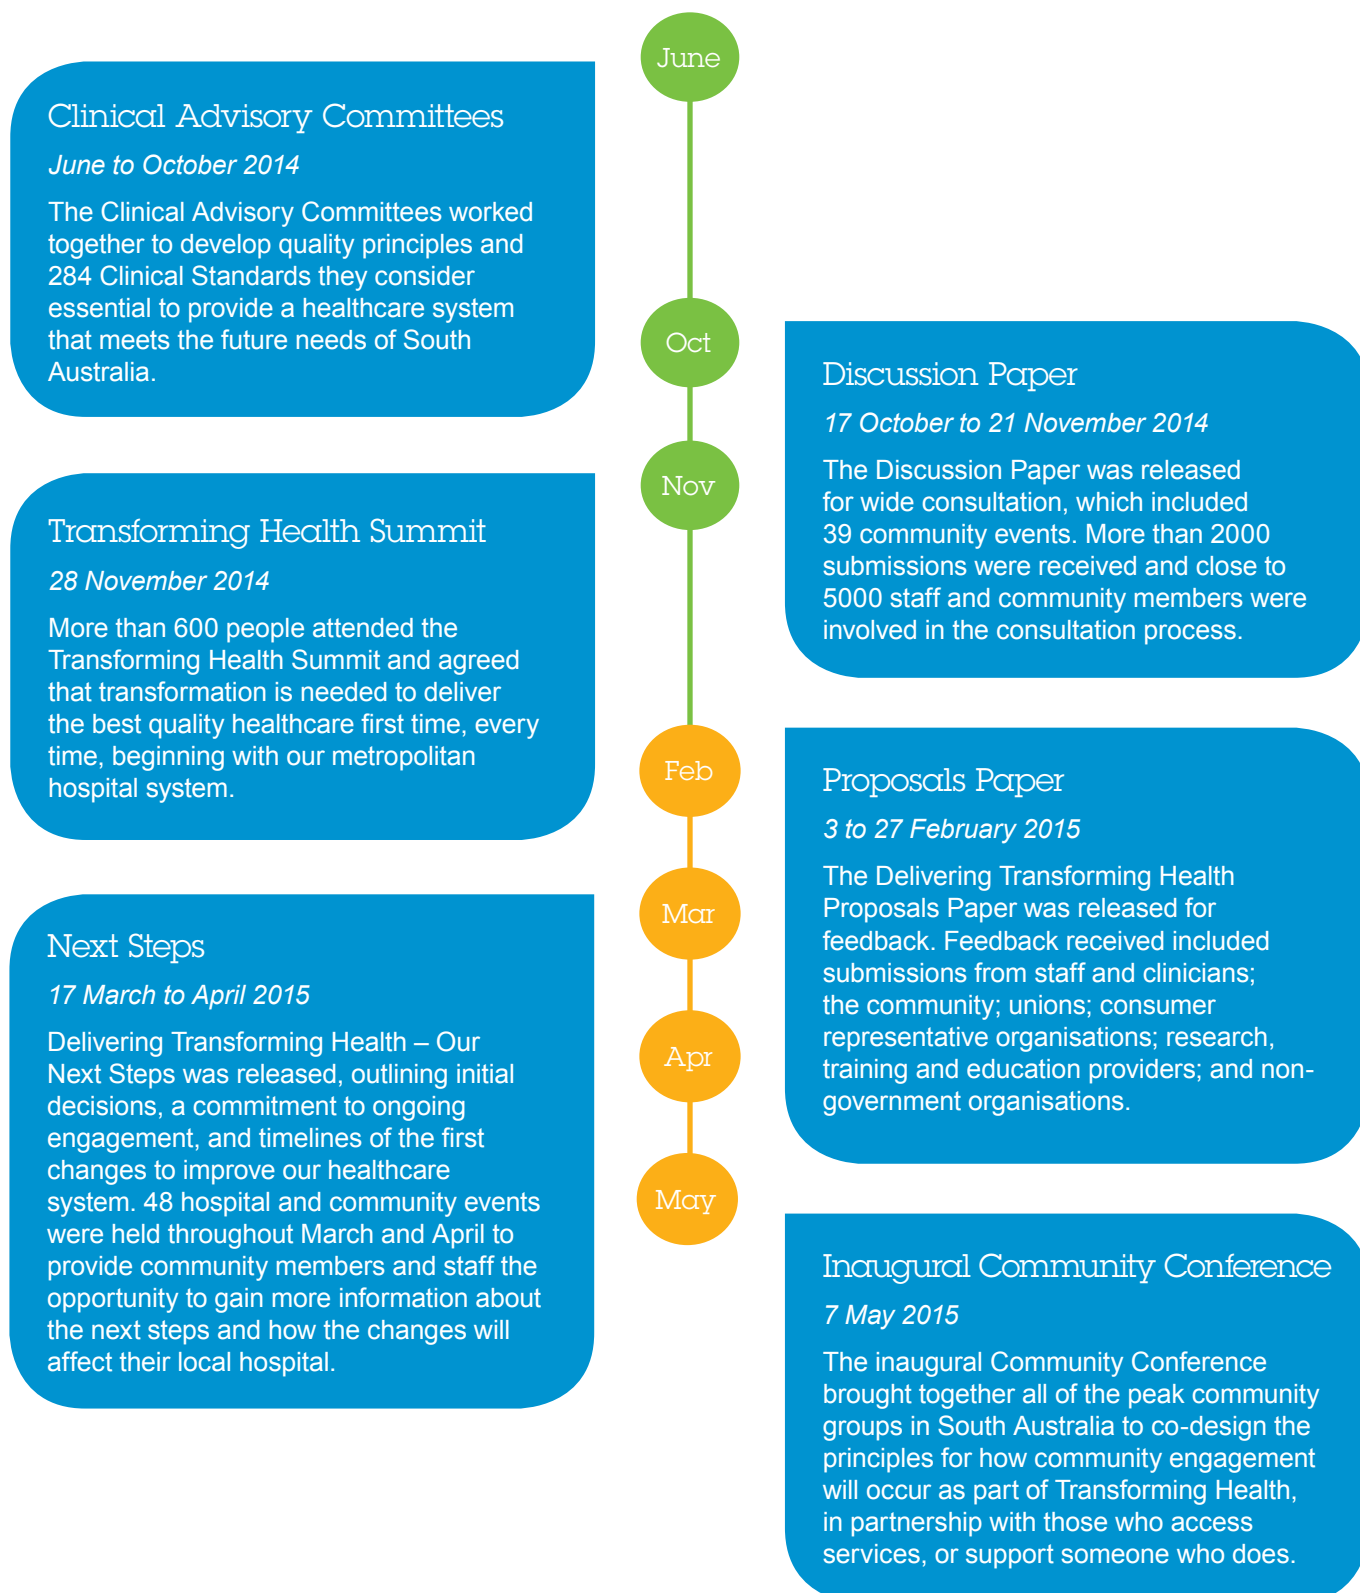 June
Clinical Advisory Committees
June to October 2014
The Clinical Advisory Committees worked
together to develop quality principles and
284 Clinical Standards they consider
essential to provide a healthcare system
that meets the future needs of South
Australia.
Oct
Discussion Paper
17 October to 21 November 2014
The Discussion Paper was released
for wide consultation, which included
39 community events. More than 2000
submissions were received and close to
5000 staff and community members were
involved in the consultation process.
Nov
Transforming Health Summit
28 November 2014
More than 600 people attended the
Transforming Health Summit and agreed
that transformation is needed to deliver
the best quality healthcare first time, every
time, beginning with our metropolitan
hospital system.
Feb
Proposals Paper
3 to 27 February 2015
The Delivering Transforming Health
Proposals Paper was released for
feedback. Feedback received included
submissions from staff and clinicians;
the community; unions; consumer
representative organisations; research,
training and education providers; and non-
government organisations.
Mar
Next Steps
17 March to April 2015
Delivering Transforming Health – Our
Next Steps was released, outlining initial
decisions, a commitment to ongoing
engagement, and timelines of the first
changes to improve our healthcare
system. 48 hospital and community events
were held throughout March and April to
provide community members and staff the
opportunity to gain more information about
the next steps and how the changes will
affect their local hospital.
Apr
May
Inaugural Community Conference
7 May 2015
The inaugural Community Conference
brought together all of the peak community
groups in South Australia to co-design the
principles for how community engagement
will occur as part of Transforming Health,
in partnership with those who access
services, or support someone who does.